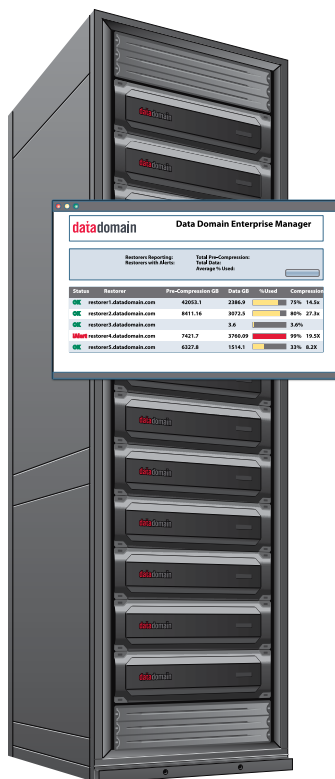 datadomain
datadomain
datadomain Data Domain Enterprise Manager
Restorers Reporting: Total Pre-Compression:
Restorers with Alerts: Total Data:
Average % Used:
Status Restorer Pre-Compression GB Data GB %Used Compression
OK restorer1.datadomain.com 42053.1 2386.9 75% 14.5x
OK restorer2.datadomain.com 8411.16 3072.5 80% 27.3x
OK restorer3.datadomain.com 3.6 3.6%
Alert restorer4.datadomain.com 7421.7 3760.09 99% 19.5X
OK restorer5.datadomain.com 6327.8 1514.1 33% 8.2X
datadomain
datadomain
datadomain
datadomain
datadomain
datadomain